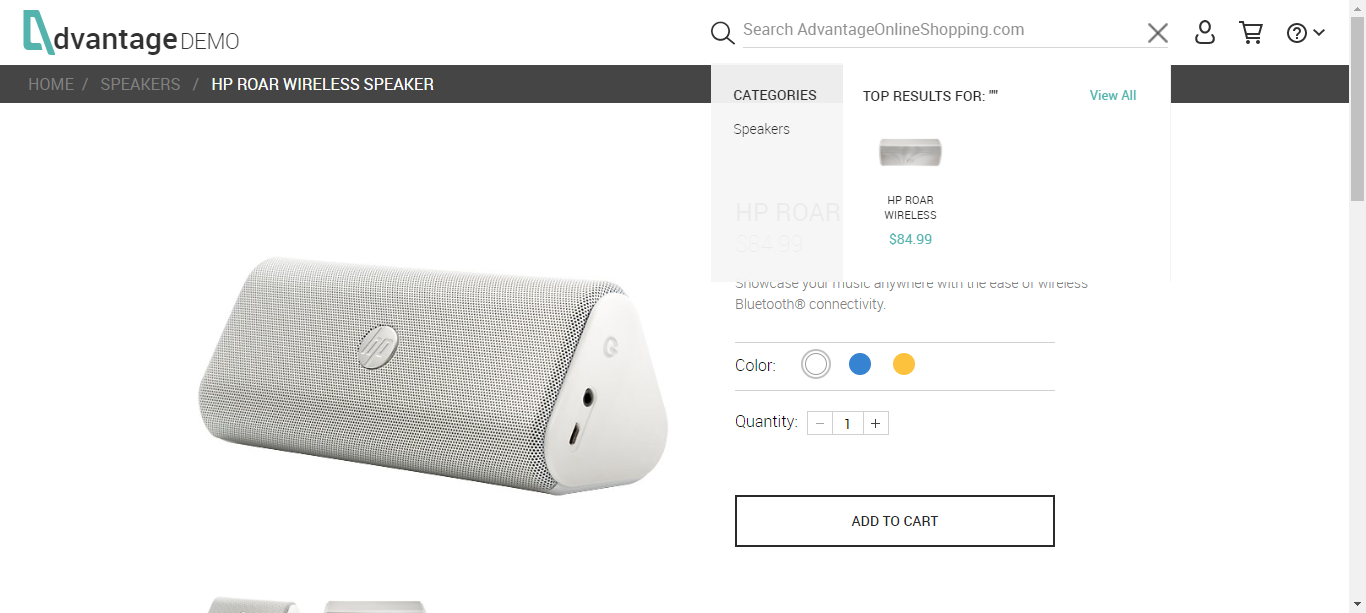 dvantage DEMO
Search AdvantageOnlineShopping.com
HOME / SPEAKERS / HP ROAR WIRELESS SPEAKER
CATEGORIES
Speakers
TOP RESULTS FOR: ""
View All
HP ROAR
WIRELESS
$84.99
HP ROAR
$84.99
Showcase your music anywhere with the ease of wireless
Bluetooth® connectivity.
hp
Color:
Quantity: − 1 +
ADD TO CART